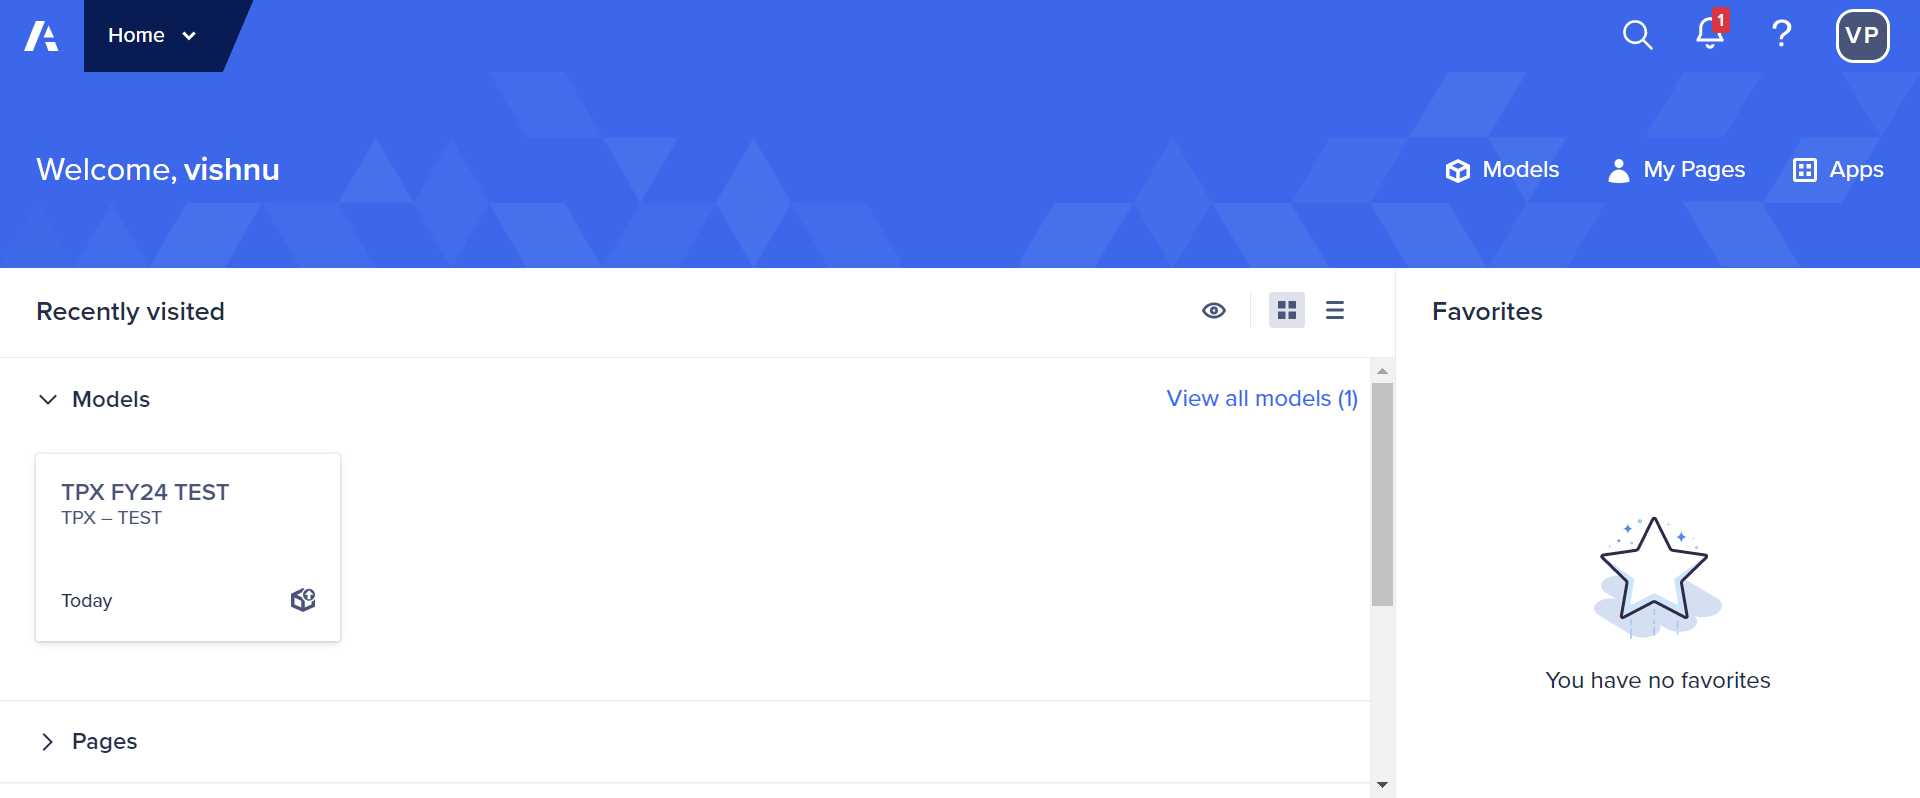 Home
1
VP
Welcome, vishnu
Models
My Pages
Apps
Recently visited
Favorites
Models
View all models (1)
TPX FY24 TEST
TPX – TEST
Today
You have no favorites
Pages